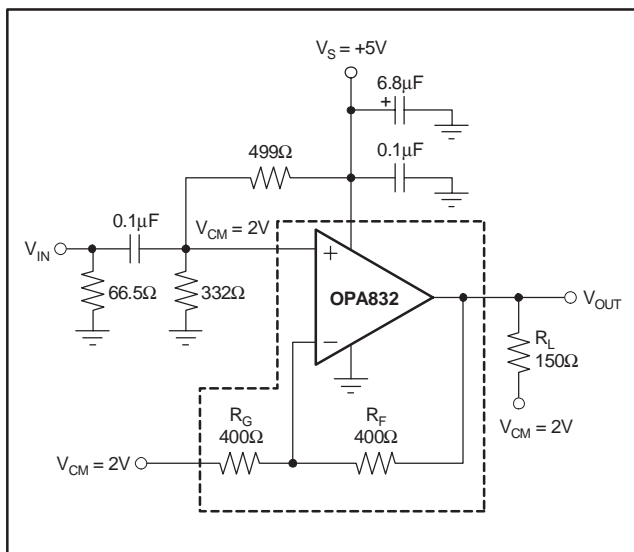 V_S = +5V
6.8µF
+
499Ω
0.1µF
0.1µF
V_CM = 2V
V_IN
+
66.5Ω
332Ω
OPA832
V_OUT
−
R_L
150Ω
R_G
400Ω
R_F
400Ω
V_CM = 2V
V_CM = 2V